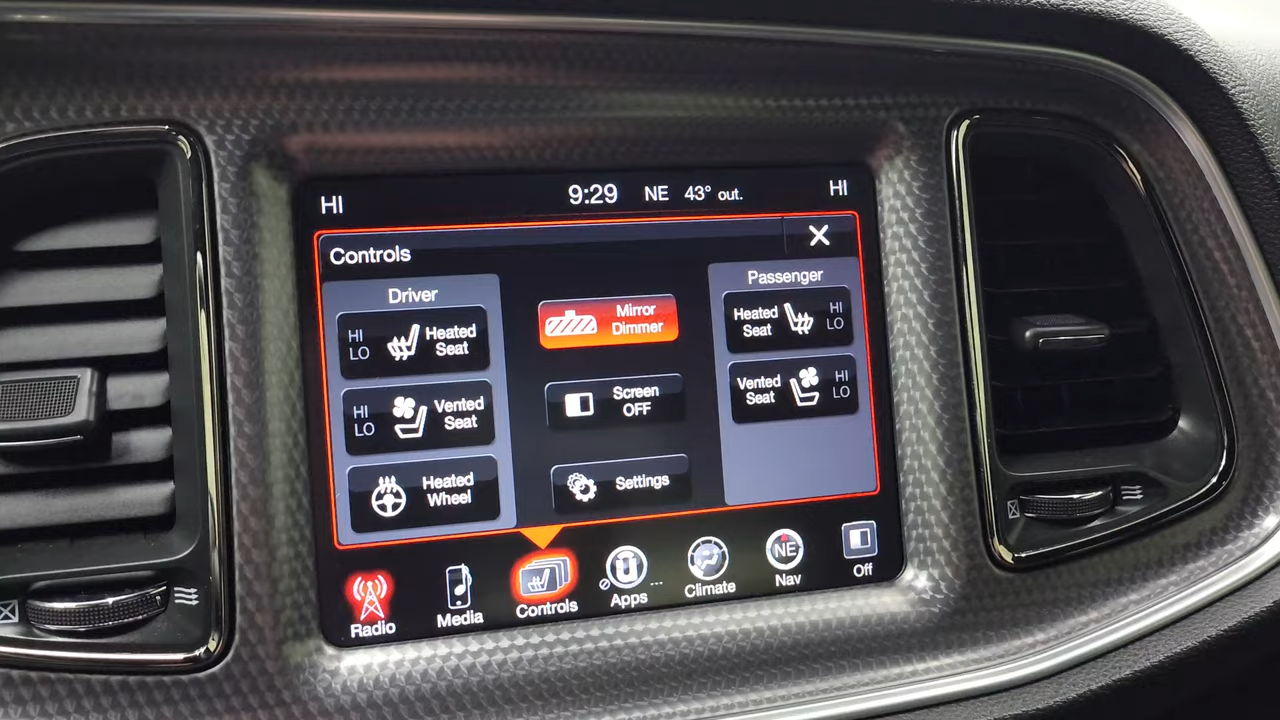 HI
9:29 NE 43° out.
HI
Controls
Driver
HI
LO
Heated
Seat
HI
LO
Vented
Seat
Heated
Wheel
Mirror
Dimmer
Screen
OFF
Settings
Passenger
Heated
Seat
HI
LO
Vented
Seat
HI
LO
Radio
Media
Controls
Apps
Climate
NE
Nav
Off